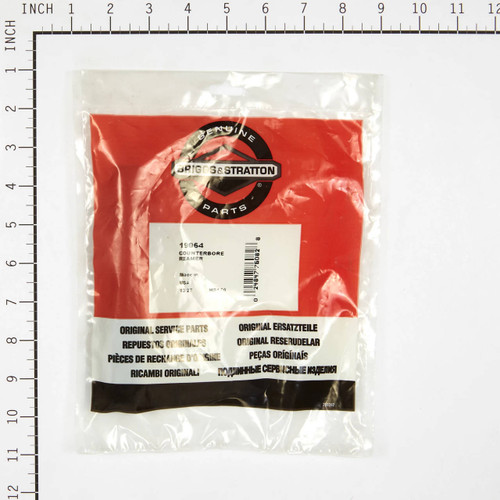 INCH 1 2 3 4 5 6 7 8 9 10 11 12
INCH
1
2
3
4
5
6
7
8
9
10
11
12
GENUINE
BRIGGS&STRATTON
®
PARTS
19064
COUNTERBORE
REAMER
ORIGINAL SERVICE PARTS
ORIGINAL ERSATZTEILE
REPUESTOS ORIGINALES
ORIGINAL RESERUDELAR
PIÈCES DE RECHANGE D'ORIGINE
PEÇAS ORIGINAIS
RICAMBI ORIGINALI
ПОДЛИННЫЕ СЕРВИСНЫЕ ИЗДЕЛИЯ